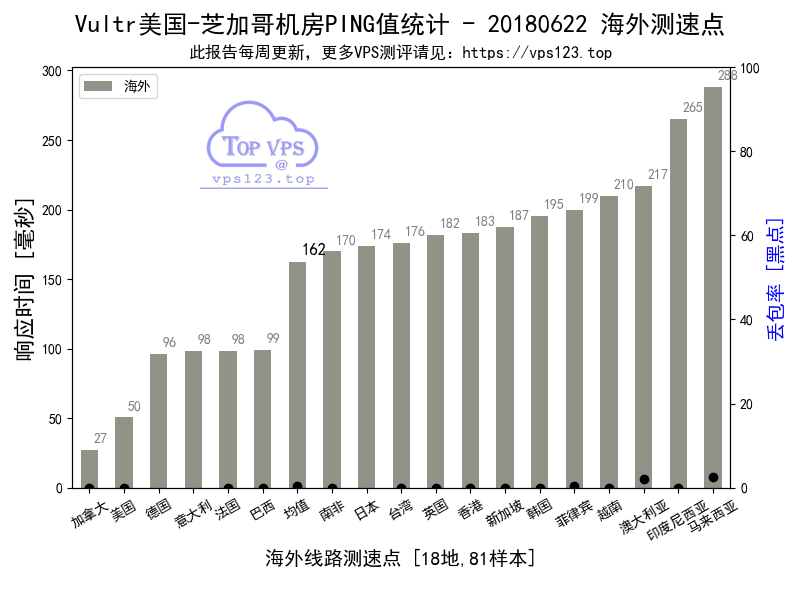 Vultr美国-芝加哥机房PING值统计 - 20180622 海外测速点
此报告每周更新，更多VPS测评请见：https://vps123.top
300
250
200
150
100
50
0
响应时间 [毫秒]
海外
TOP VPS
@
vps123.top
27
50
96
98
98
99
162
170
174
176
182
183
187
195
199
210
217
265
288
100
80
60
40
20
0
丢包率 [黑点]
加拿大
美国
德国
意大利
法国
巴西
均值
南非
日本
台湾
英国
香港
新加坡
韩国
菲律宾
越南
澳大利亚
印度尼西亚
马来西亚
海外线路测速点 [18地,81样本]